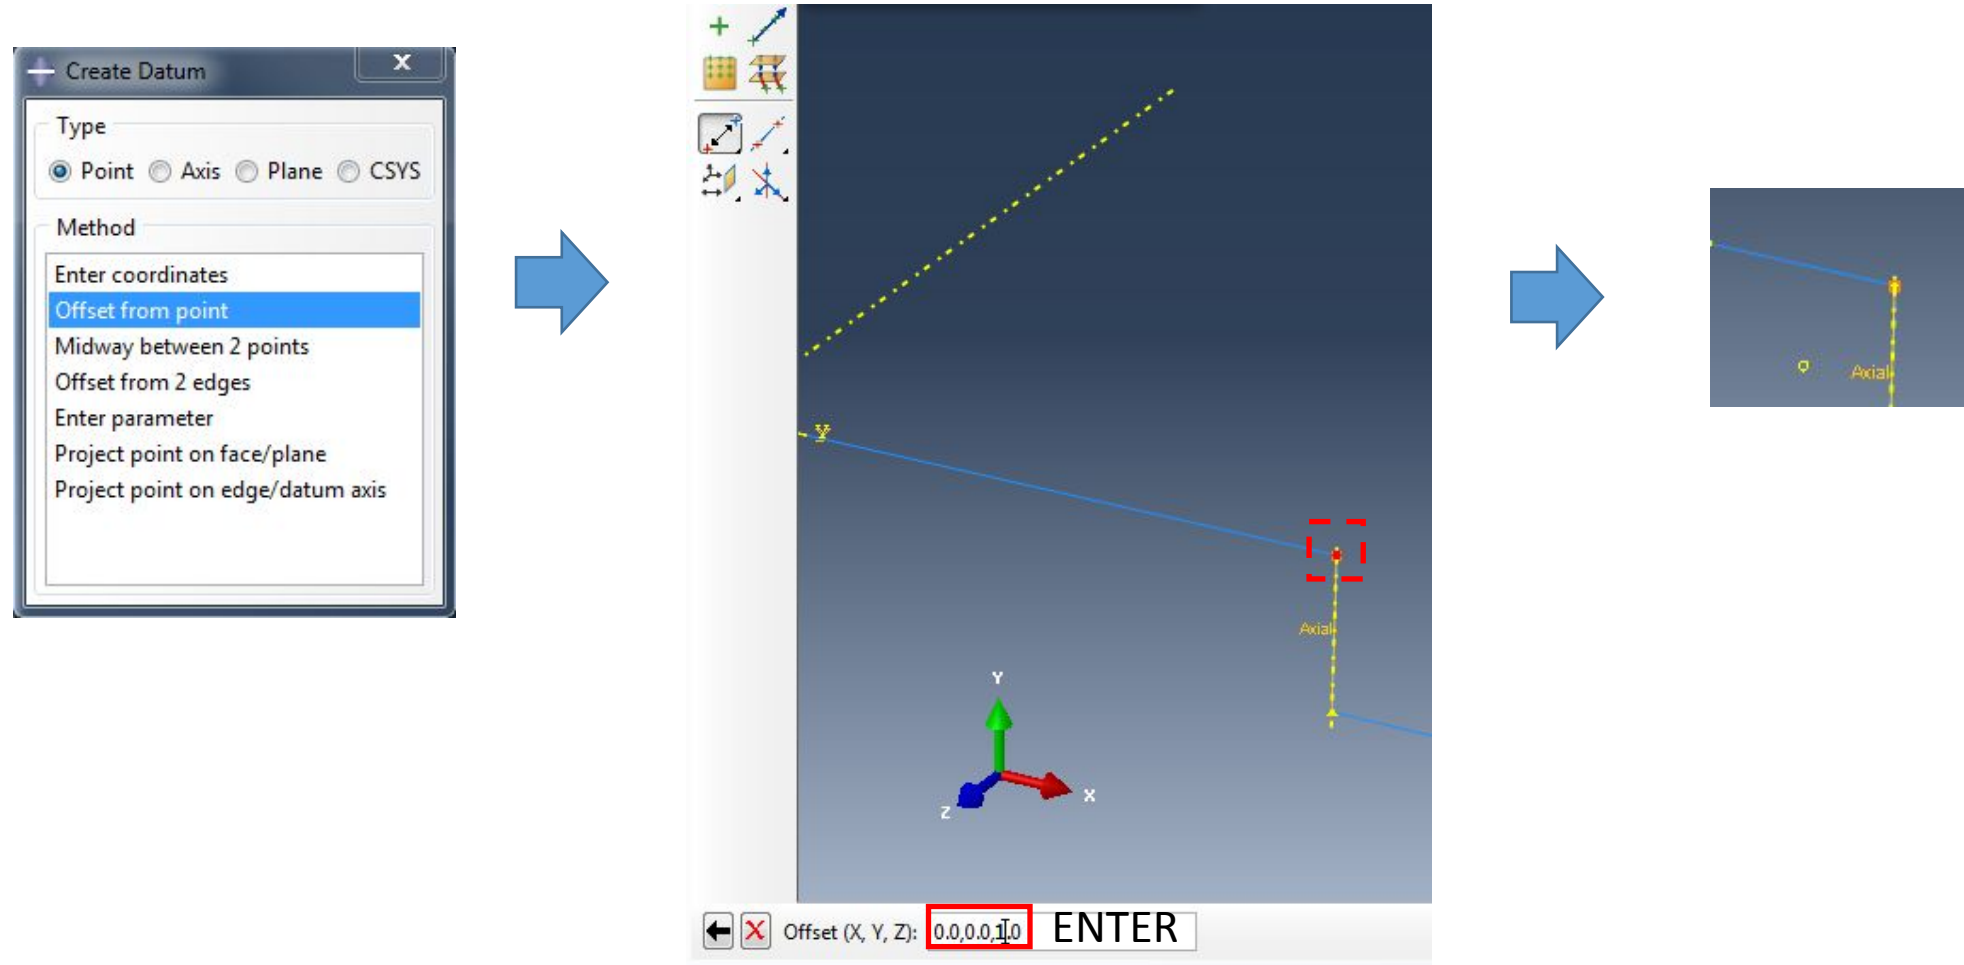 Create Datum
X
Type
Point Axis Plane CSYS
Method
Enter coordinates
Offset from point
Midway between 2 points
Offset from 2 edges
Enter parameter
Project point on face/plane
Project point on edge/datum axis
Y
Axial
Y
X
Z
Offset (X, Y, Z): 0.0,0.0,1.0 ENTER
Axial